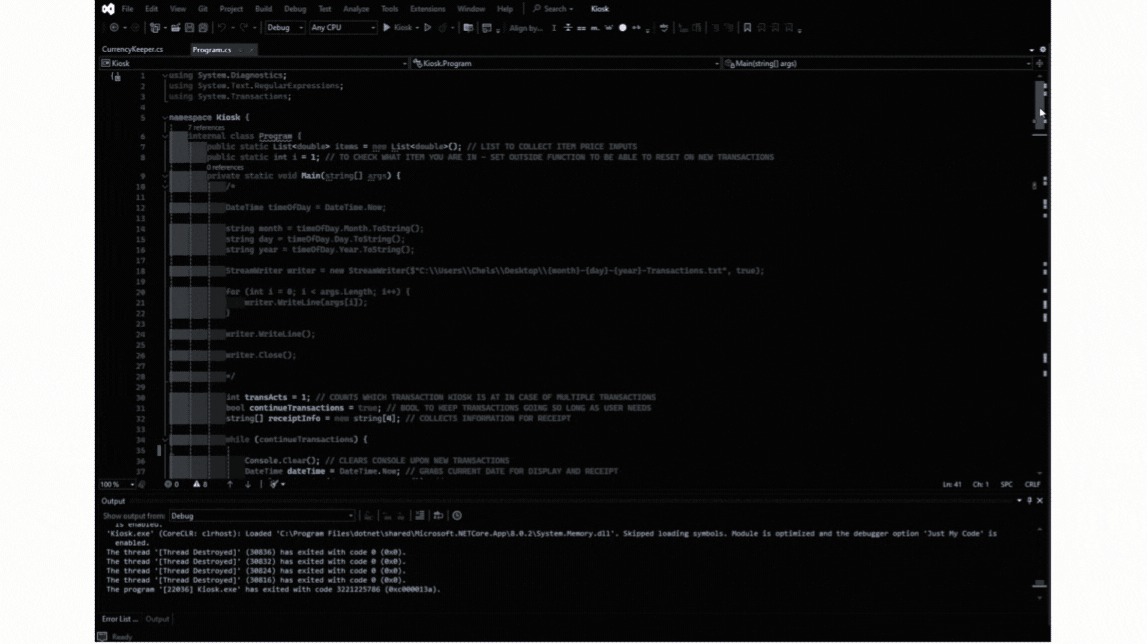 File Edit View Git Project Build Debug Test Analyze Tools Extensions Window Help Search Kiosk
Debug Any CPU Kiosk Align by...
CurrencyKeeper.cs Program.cs
Kiosk Kiosk.Program Main(string[] args)
1 using System.Diagnostics;
2 using System.Text.RegularExpressions;
3 using System.Transactions;
4
5 namespace Kiosk {
7 references
6 internal class Program {
7 public static List<double> items = new List<double>(); // LIST TO COLLECT ITEM PRICE INPUTS
8 public static int i = 1; // TO CHECK WHAT ITEM YOU ARE IN - SET OUTSIDE FUNCTION TO BE ABLE TO RESET ON NEW TRANSACTIONS
0 references
9 private static void Main(string[] args) {
10 /*
11
12 DateTime timeOfDay = DateTime.Now;
13
14 string month = timeOfDay.Month.ToString();
15 string day = timeOfDay.Day.ToString();
16 string year = timeOfDay.Year.ToString();
17
18 StreamWriter writer = new StreamWriter($"C:\\Users\\Chels\\Desktop\\{month}-{day}-{year}-Transactions.txt", true);
19
20 for (int i = 0; i < args.Length; i++) {
21 writer.WriteLine(args[i]);
22 }
23
24 writer.WriteLine();
25
26 writer.Close();
27
28 */
29
30 int transActs = 1; // COUNTS WHICH TRANSACTION KIOSK IS AT IN CASE OF MULTIPLE TRANSACTIONS
31 bool continueTransactions = true; // BOOL TO KEEP TRANSACTIONS GOING SO LONG AS USER NEEDS
32 string[] receiptInfo = new string[4]; // COLLECTS INFORMATION FOR RECEIPT
33
34 while (continueTransactions) {
35
36 Console.Clear(); // CLEARS CONSOLE UPON NEW TRANSACTIONS
37 DateTime dateTime = DateTime.Now; // GRABS CURRENT DATE FOR DISPLAY AND RECEIPT
100 % 0 0 Ln: 41 Ch: 1 SPC CRLF
Output
Show output from: Debug
is enabled.
'Kiosk.exe' (CoreCLR: clrhost): Loaded 'C:\Program Files\dotnet\shared\Microsoft.NETCore.App\8.0.2\System.Memory.dll'. Skipped loading symbols. Module is optimized and the debugger option 'Just My Code' is
enabled.
The thread '[Thread Destroyed]' (30836) has exited with code 0 (0x0).
The thread '[Thread Destroyed]' (30832) has exited with code 0 (0x0).
The thread '[Thread Destroyed]' (30824) has exited with code 0 (0x0).
The thread '[Thread Destroyed]' (30816) has exited with code 0 (0x0).
The program '[22036] Kiosk.exe' has exited with code 3221225786 (0xc000013a).
Error List ... Output
Ready